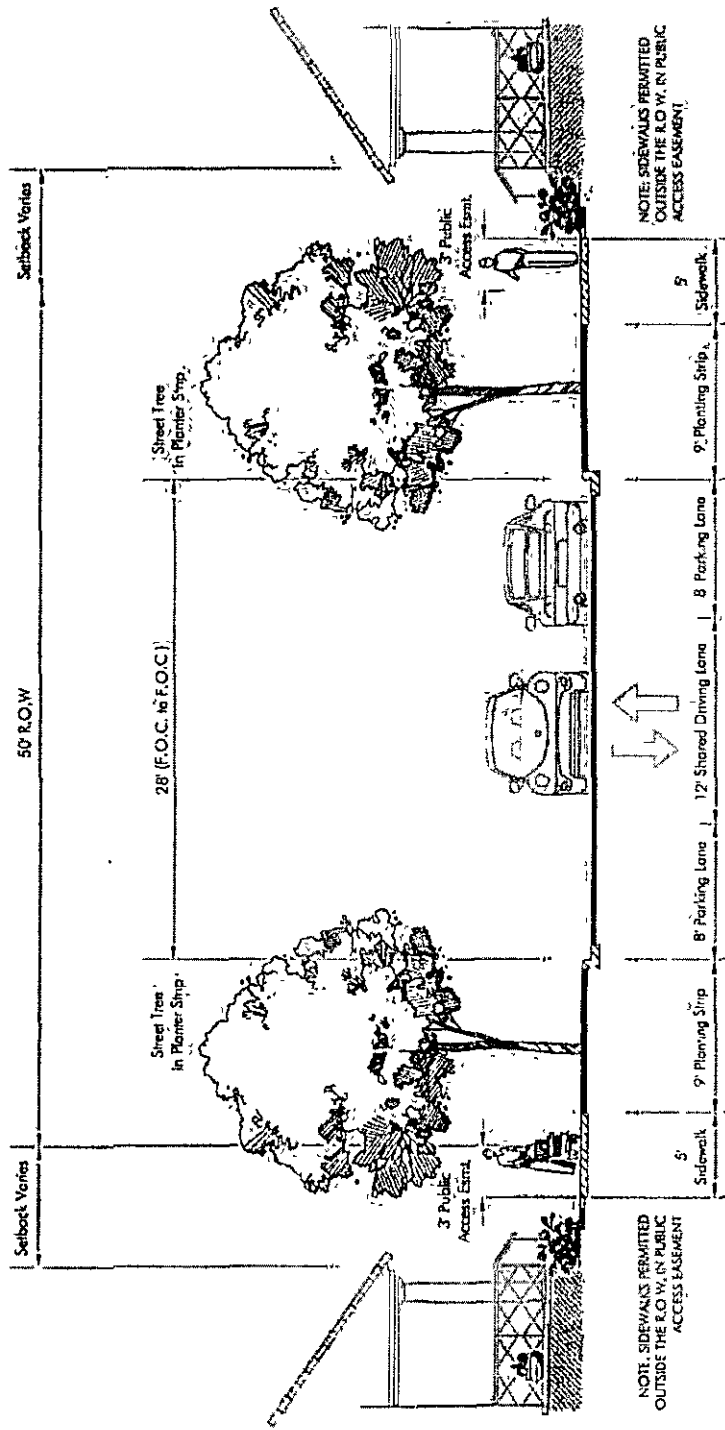 50' R.O.W
Setback Varies
Setback Varies
28' (F.O.C. to F.O.C.)
Street Tree
in Planter Strip
Street Tree
in Planter Strip
3' Public
Access Esmt.
3' Public
Access Esmt.
5'
Sidewalk
9' Planting Strip
8' Parking Lane
12' Shared Driving Lane
8' Parking Lane
9' Planting Strip
5'
Sidewalk
NOTE: SIDEWALKS PERMITTED
OUTSIDE THE R.O.W. IN PUBLIC
ACCESS EASEMENT
NOTE: SIDEWALKS PERMITTED
OUTSIDE THE R.O.W. IN PUBLIC
ACCESS EASEMENT